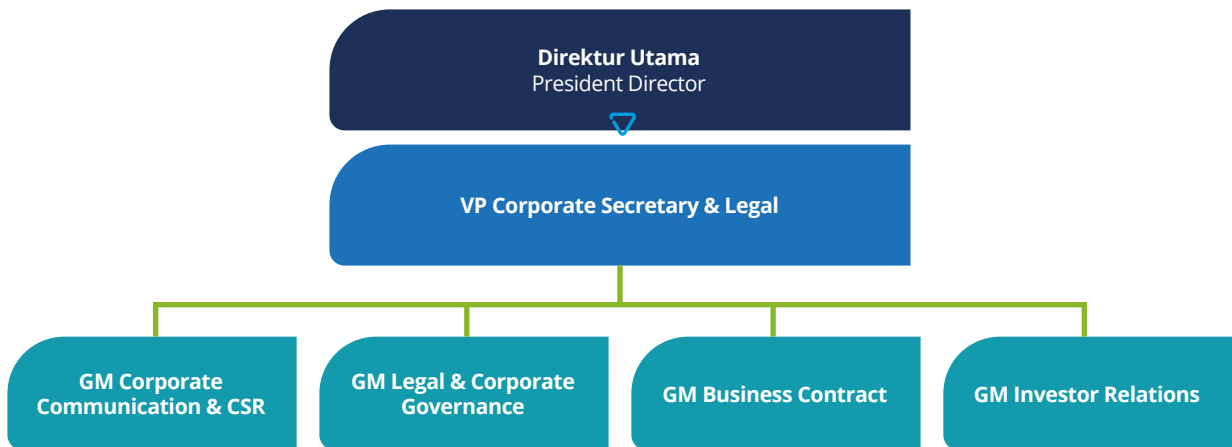 Direktur Utama
President Director
VP Corporate Secretary & Legal
GM Corporate
Communication & CSR
GM Legal & Corporate
Governance
GM Business Contract
GM Investor Relations